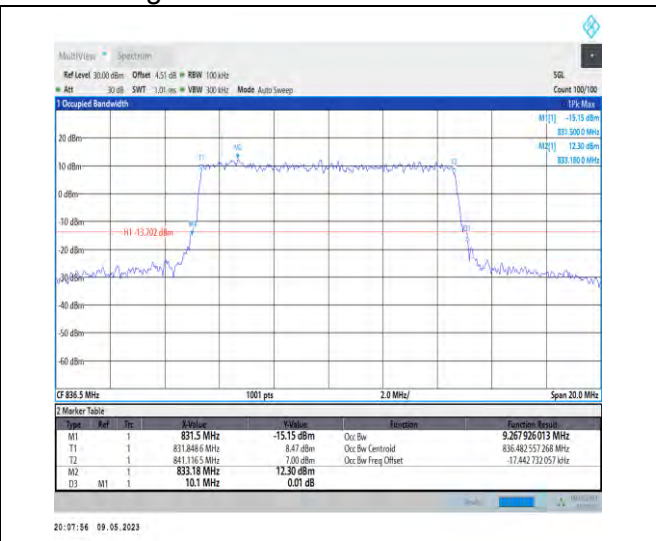 MultiView Spectrum
Ref Level 30.00 dBm Offset 4.51 dB RBW 100 kHz SGL
Att 30 dB SWT 1.01 ms VBW 300 kHz Mode Auto Sweep Count 100/100
1 Occupied Bandwidth 1Pk Max
M1[1] -15.15 dBm
831.500 0 MHz
M2[1] 12.30 dBm
833.180 0 MHz
20 dBm
M2
T1 T2
10 dBm
0 dBm
-10 dBm
M1
H1 -13.702 dBm D3
-20 dBm
-30 dBm
-40 dBm
-50 dBm
-60 dBm
CF 836.5 MHz 1001 pts 2.0 MHz/ Span 20.0 MHz
2 Marker Table
Type Ref Trc X-Value Y-Value Function Function Result
M1 1 831.5 MHz -15.15 dBm Occ Bw 9.267 926 013 MHz
T1 1 831.848 6 MHz 8.47 dBm Occ Bw Centroid 836.482 557 268 MHz
T2 1 841.116 5 MHz 7.00 dBm Occ Bw Freq Offset -17.442 732 057 kHz
M2 1 833.18 MHz 12.30 dBm
D3 M1 1 10.1 MHz 0.01 dB
20:07:56 09.05.2023